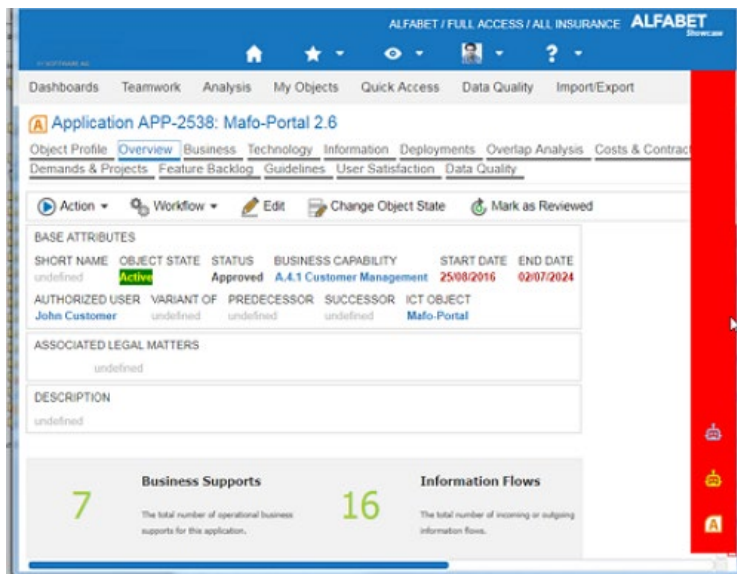 ALFABET / FULL ACCESS / ALL INSURANCE ALFABET
Showcase
BY SOFTWARE AG
?
Dashboards Teamwork Analysis My Objects Quick Access Data Quality Import/Export
A Application APP-2538: Mafo-Portal 2.6
Object Profile Overview Business Technology Information Deployments Overlap Analysis Costs & Contrac
Demands & Projects Feature Backlog Guidelines User Satisfaction Data Quality
Action Workflow Edit Change Object State Mark as Reviewed
BASE ATTRIBUTES
SHORT NAME OBJECT STATE STATUS BUSINESS CAPABILITY START DATE END DATE
undefined Active Approved A.4.1 Customer Management 25/08/2016 02/07/2024
AUTHORIZED USER VARIANT OF PREDECESSOR SUCCESSOR ICT OBJECT
John Customer undefined undefined undefined Mafo-Portal
ASSOCIATED LEGAL MATTERS
undefined
DESCRIPTION
undefined
7
Business Supports
The total number of operational business
supports for this application.
16
Information Flows
The total number of incoming or outgoing
information flows.
A